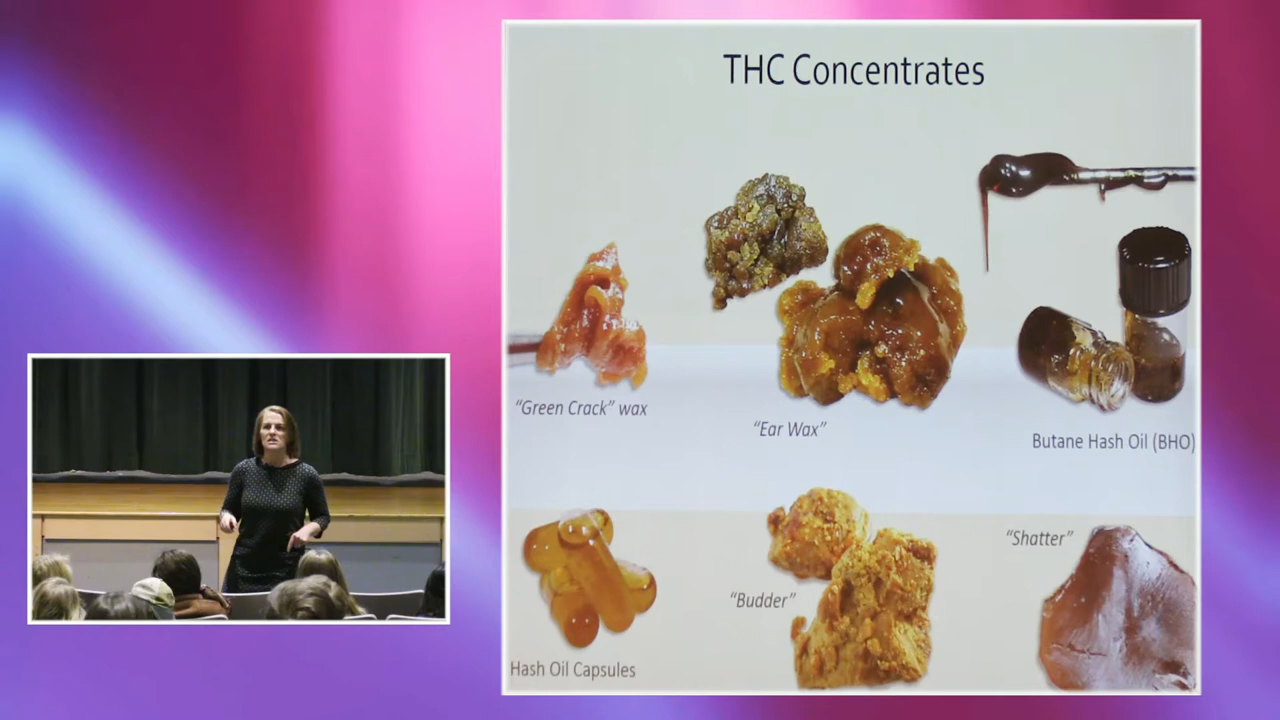 THC Concentrates
“Green Crack” wax
“Ear Wax”
Butane Hash Oil (BHO)
“Shatter”
“Budder”
Hash Oil Capsules